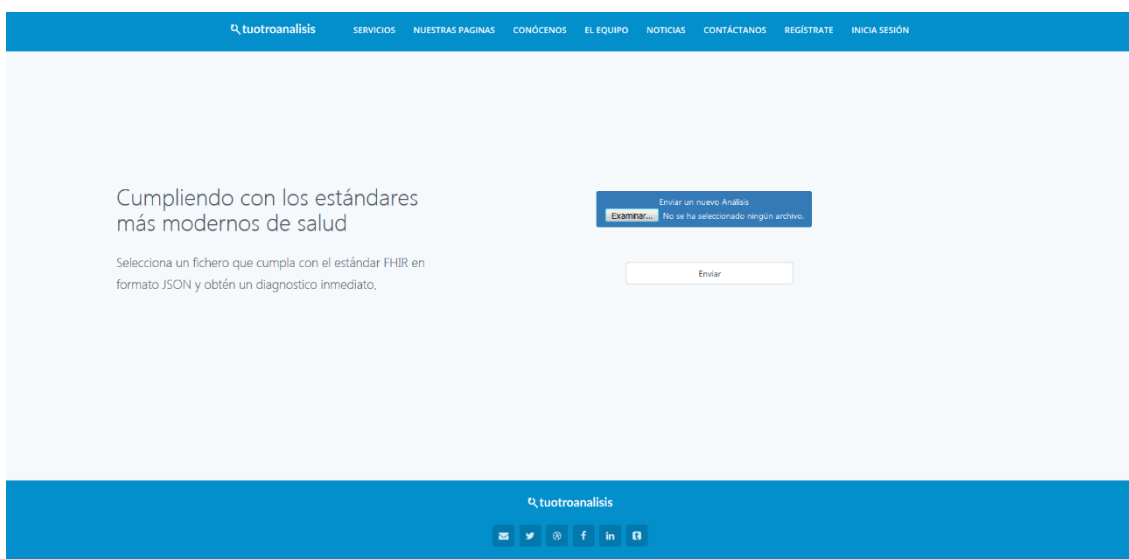 tuotroanalisis SERVICIOS NUESTRAS PAGINAS CONÓCENOS EL EQUIPO NOTICIAS CONTÁCTANOS REGÍSTRATE INICIA SESIÓN
Cumpliendo con los estándares
más modernos de salud
Selecciona un fichero que cumpla con el estándar FHIR en
formato JSON y obtén un diagnostico inmediato.
Enviar un nuevo Análisis
Examinar... No se ha seleccionado ningún archivo.
Enviar
tuotroanalisis